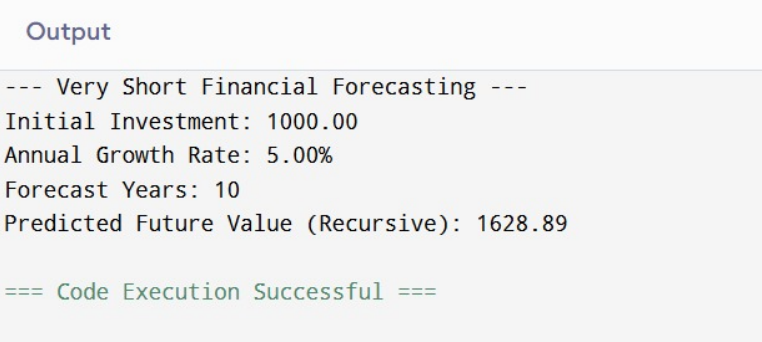 Output
--- Very Short Financial Forecasting ---
Initial Investment: 1000.00
Annual Growth Rate: 5.00%
Forecast Years: 10
Predicted Future Value (Recursive): 1628.89
=== Code Execution Successful ===